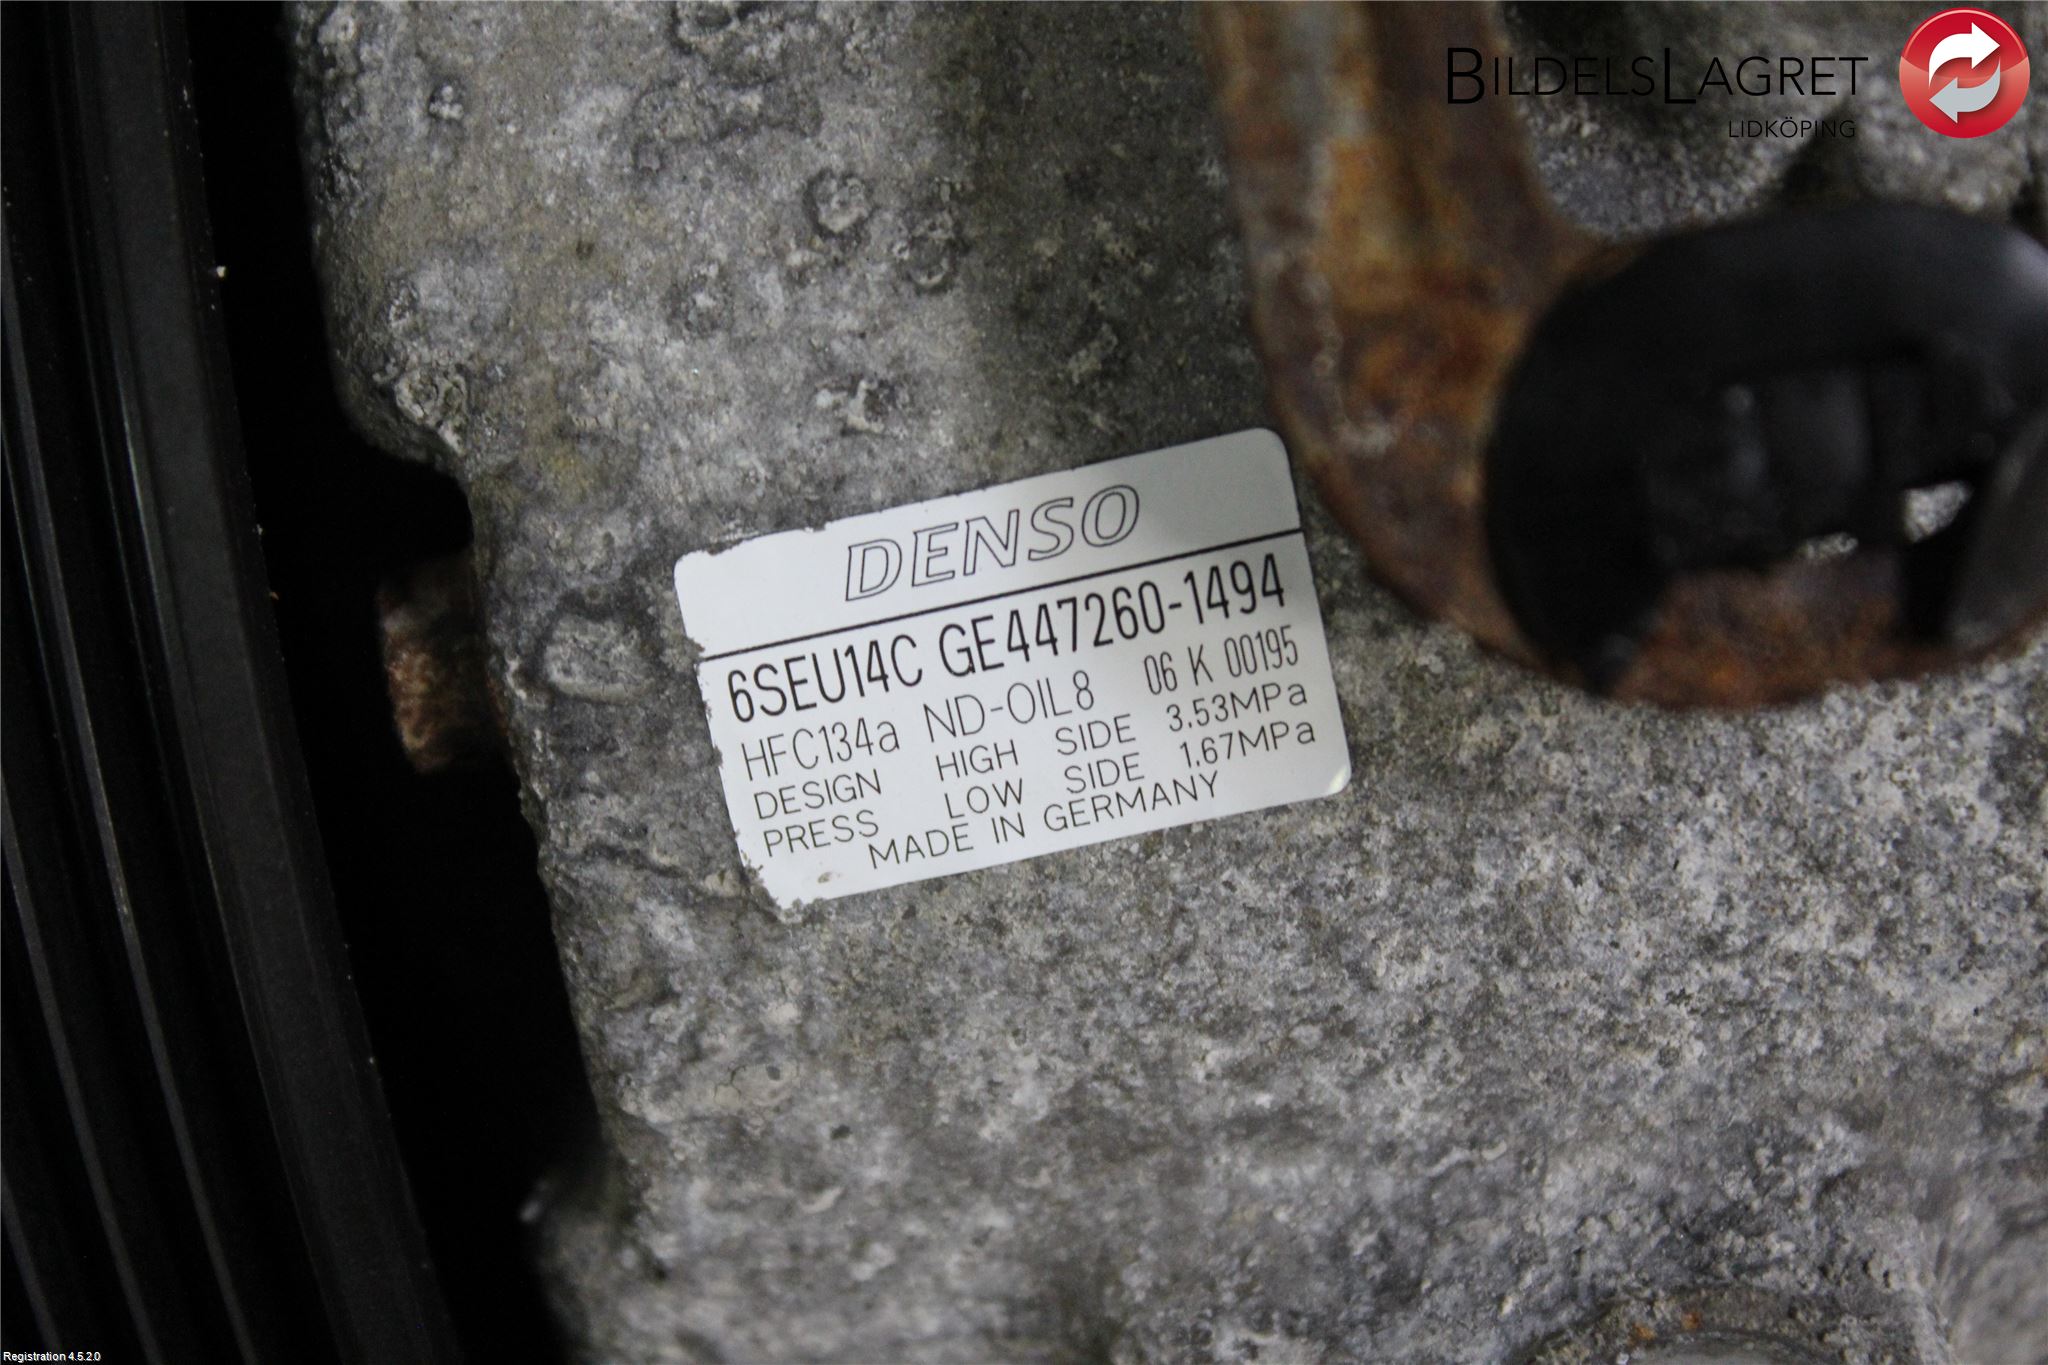 BILDELSLAGRET
LIDKÖPING
DENSO
6SEU14C GE447260-1494
HFC134a ND-OIL8 06 K 00195
DESIGN HIGH SIDE 3.53MPa
PRESS LOW SIDE 1.67MPa
MADE IN GERMANY
Registration 4.5.2.0